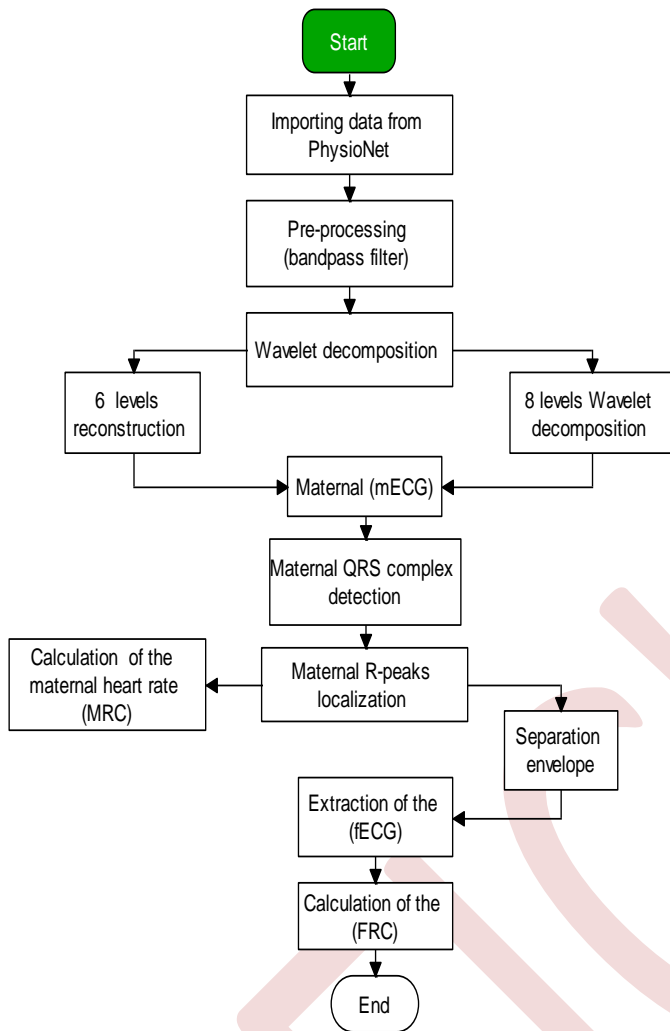 Start
Importing data from
PhysioNet
Pre-processing
(bandpass filter)
Wavelet decomposition
6 levels
reconstruction
8 levels Wavelet
decomposition
Maternal (mECG)
Maternal QRS complex
detection
Calculation of the
maternal heart rate
(MRC)
Maternal R-peaks
localization
Separation
envelope
Extraction of the
(fECG)
Calculation of the
(FRC)
End